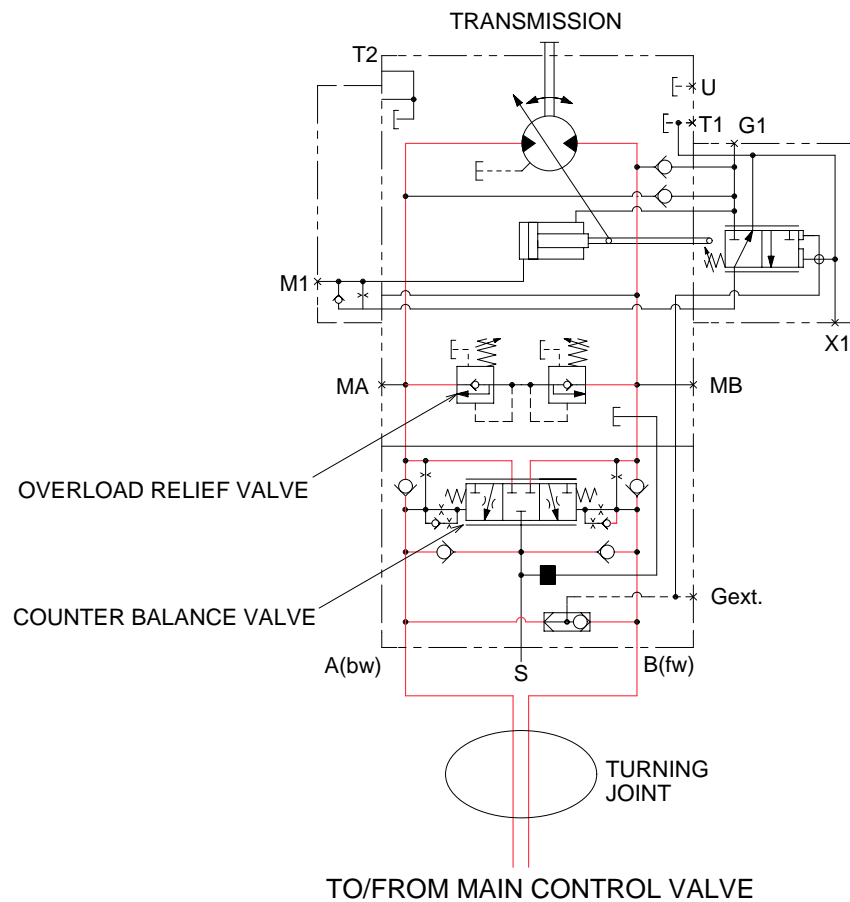 TRANSMISSION
T2
U
T1
G1
M1
X1
MA
MB
OVERLOAD RELIEF VALVE
COUNTER BALANCE VALVE
Gext.
A(bw)
S
B(fw)
TURNING
JOINT
TO/FROM MAIN CONTROL VALVE